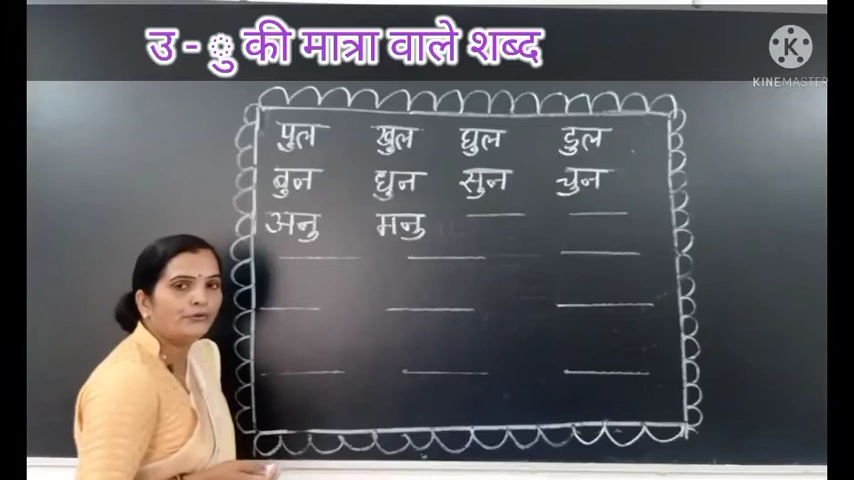 उ - ु की मात्रा वाले शब्द
K
KINEMASTER
पुल खुल घुल डुल
बुन धुन सुन चुन
अनु मनु